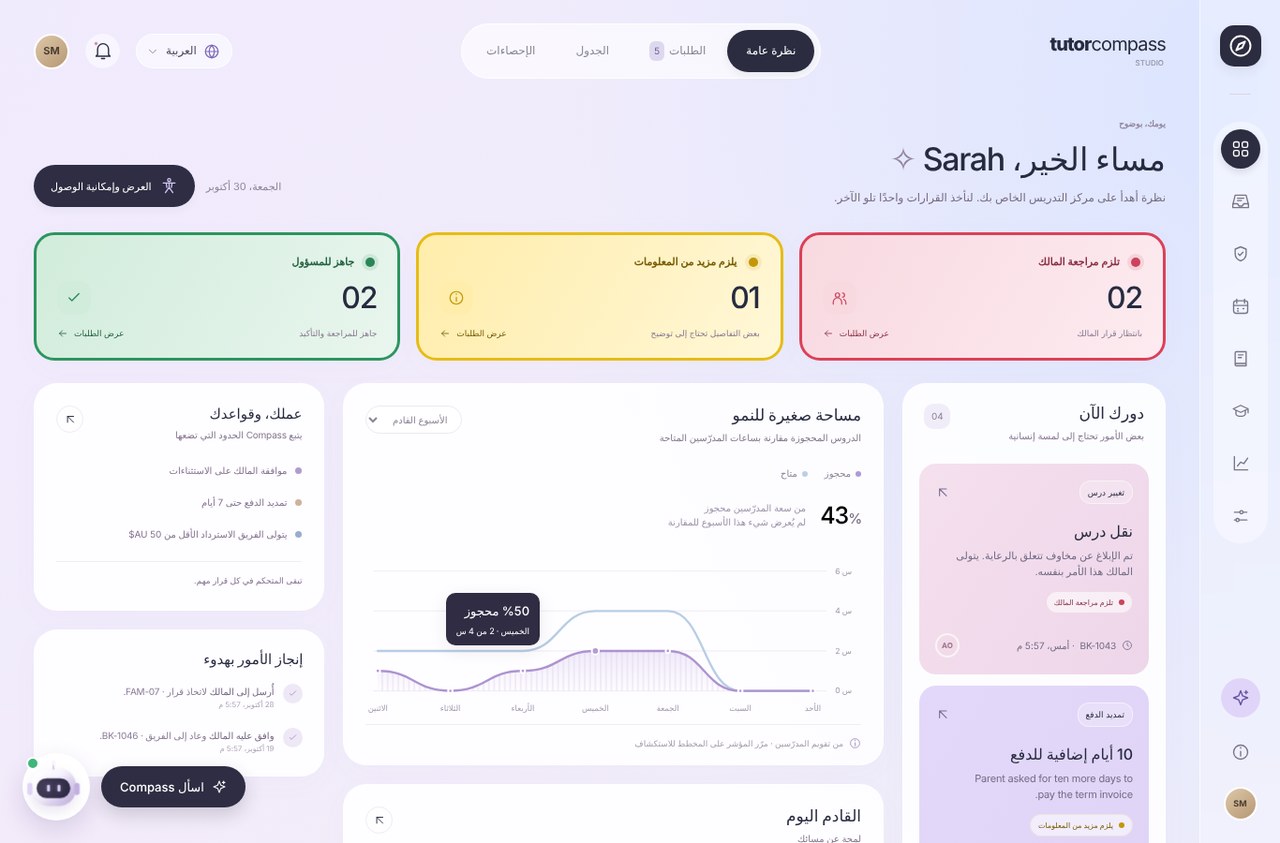 tutorcompass
STUDIO
نظرة عامة
الطلبات 5
الجدول
الإحصاءات
العربية
SM
يومك، بوضوح
مساء الخير، Sarah
نظرة أهدأ على مركز التدريس الخاص بك. لنأخذ القرارات واحدًا تلو الآخر.
الجمعة، 30 أكتوبر
العرض وإمكانية الوصول
تلزم مراجعة المالك
02
بانتظار قرار المالك
عرض الطلبات
يلزم مزيد من المعلومات
01
بعض التفاصيل تحتاج إلى توضيح
عرض الطلبات
جاهز للمسؤول
02
جاهز للمراجعة والتأكيد
عرض الطلبات
دورك الآن
04
بعض الأمور تحتاج إلى لمسة إنسانية
تغيير درس
نقل درس
تم الإبلاغ عن مخاوف تتعلق بالرعاية. يتولى
المالك هذا الأمر بنفسه.
تلزم مراجعة المالك
BK-1043 · أمس، 5:57 م
AO
تمديد الدفع
10 أيام إضافية للدفع
Parent asked for ten more days to
.pay the term invoice
يلزم مزيد من المعلومات
مساحة صغيرة للنمو
الأسبوع القادم
الدروس المحجوزة مقارنة بساعات المدرّسين المتاحة
محجوز
متاح
43%
من سعة المدرّسين محجوز
لم يُعرض شيء هذا الأسبوع للمقارنة
6 س
4 س
2 س
0 س
50% محجوز
الخميس · 2 من 4 س
الأحد
السبت
الجمعة
الخميس
الأربعاء
الثلاثاء
الاثنين
من تقويم المدرّسين · مرّر المؤشر على المخطط للاستكشاف
القادم اليوم
لمحة عن مسائك
عملك، وقواعدك
يتبع Compass الحدود التي تضعها
موافقة المالك على الاستثناءات
تمديد الدفع حتى 7 أيام
يتولى الفريق الاسترداد الأقل من 50 AU$
تبقى المتحكم في كل قرار مهم.
إنجاز الأمور بهدوء
أُرسل إلى المالك لاتخاذ قرار · FAM-07.
28 أكتوبر، 5:57 م
وافق عليه المالك وعاد إلى الفريق · BK-1046.
19 أكتوبر، 5:57 م
اسأل Compass
SM